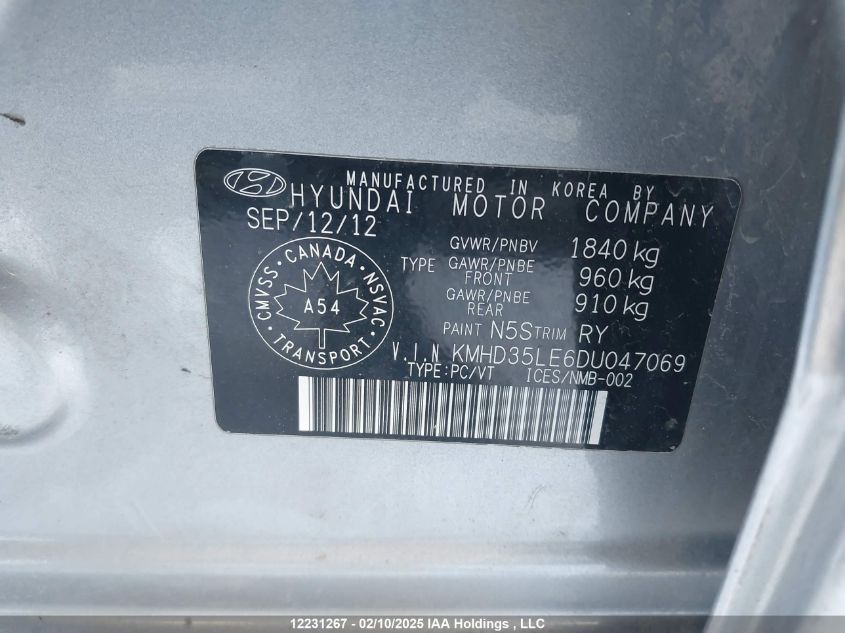 MANUFACTURED IN KOREA BY
HYUNDAI MOTOR COMPANY
SEP/12/12
GVWR/PNBV 1840 kg
TYPE GAWR/PNBE FRONT 960 kg
GAWR/PNBE REAR 910 kg
PAINT N5S TRIM RY
CMVSS · CANADA · NSVAC
A54
TRANSPORT
V.I.N KMHD35LE6DU047069
TYPE:PC/VT ICES/NMB-002
12231267 - 02/10/2025 IAA Holdings , LLC